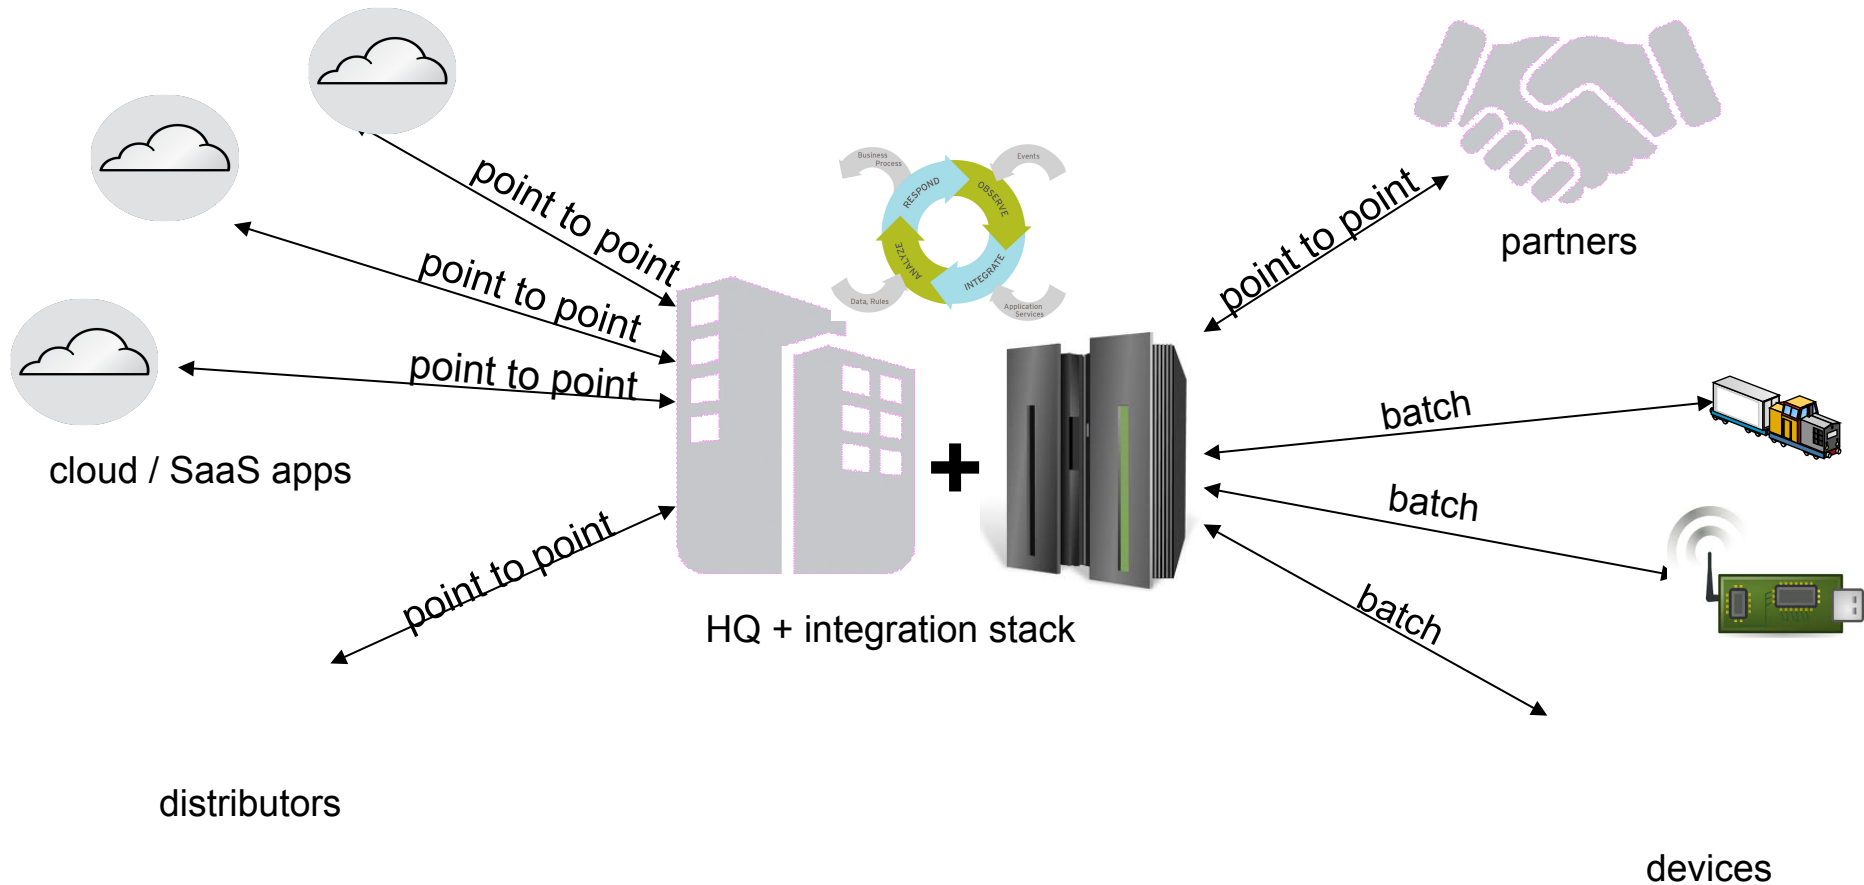 point to point
Business
Process
Events
RESPOND
OBSERVE
ANALYZE
INTEGRATE
Data, Rules
Application
Services
point to point
partners
point to point
point to point
batch
cloud / SaaS apps
batch
point to point
HQ + integration stack
batch
distributors
devices